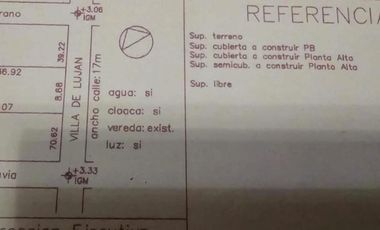 +3.06
IGM
rano
39.22
46.92
8.66
.07
70.62
VILLA DE LUJAN
ancho calle: 17m
agua: si
cloaca: si
vereda: exist.
luz: si
+3.33
IGM
avia
REFERENCIA
Sup. terreno
Sup. cubierta a construir PB
Sup. cubierta a construir Planta Alta
Sup. semicub. a construir Planta Alta
Sup. libre